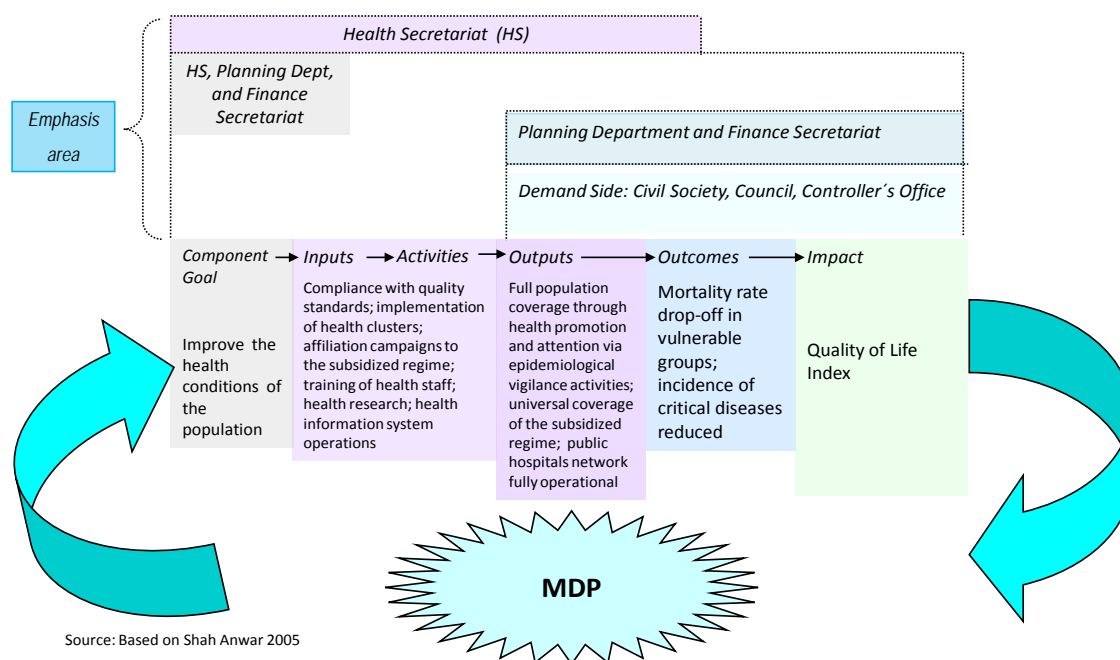 Health Secretariat (HS)
HS, Planning Dept,
and Finance
Secretariat
Emphasis
area
Planning Department and Finance Secretariat
Demand Side: Civil Society, Council, Controller´s Office
Component
Goal
Improve the
health
conditions of
the
population
Inputs
Activities
Compliance with quality
standards; implementation
of health clusters;
affiliation campaigns to
the subsidized regime;
training of health staff;
health research; health
information system
operations
Outputs
Full population
coverage through
health promotion
and attention via
epidemiological
vigilance activities;
universal coverage
of the subsidized
regime; public
hospitals network
fully operational
Outcomes
Mortality rate
drop-off in
vulnerable
groups;
incidence of
critical diseases
reduced
Impact
Quality of Life
Index
MDP
Source: Based on Shah Anwar 2005